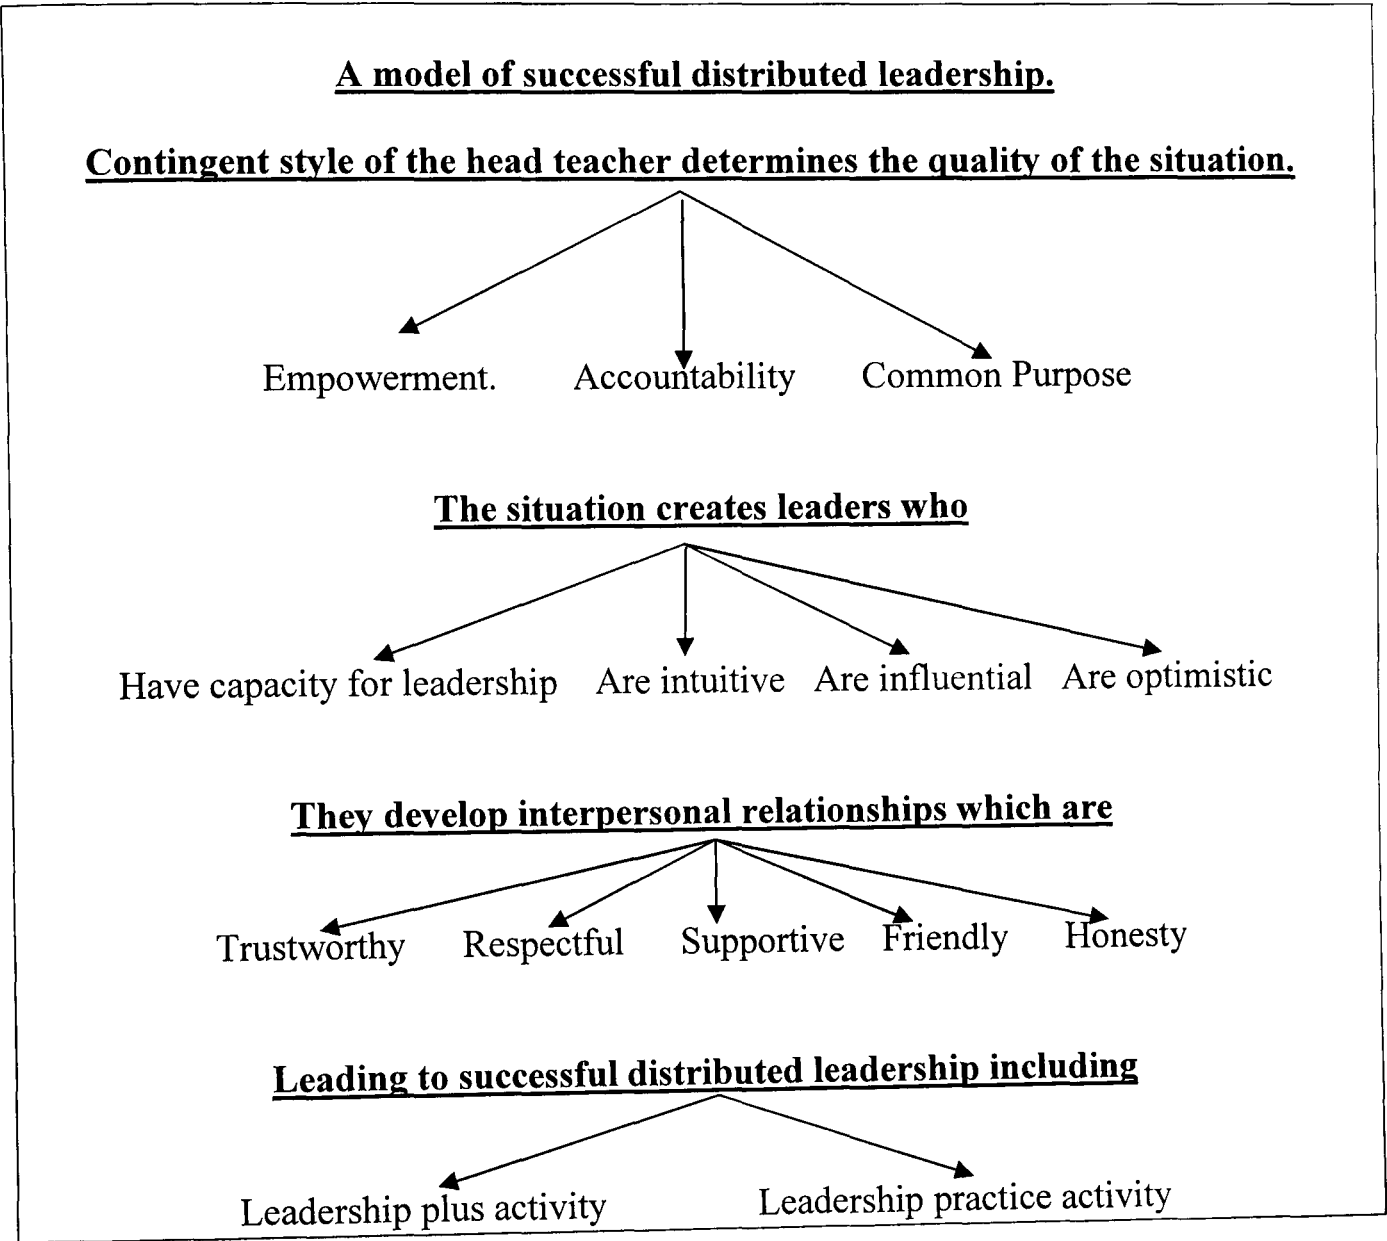 A model of successful distributed leadership.
Contingent style of the head teacher determines the quality of the situation.
Empowerment. Accountability Common Purpose
The situation creates leaders who
Have capacity for leadership Are intuitive Are influential Are optimistic
They develop interpersonal relationships which are
Trustworthy Respectful Supportive Friendly Honesty
Leading to successful distributed leadership including
Leadership plus activity Leadership practice activity